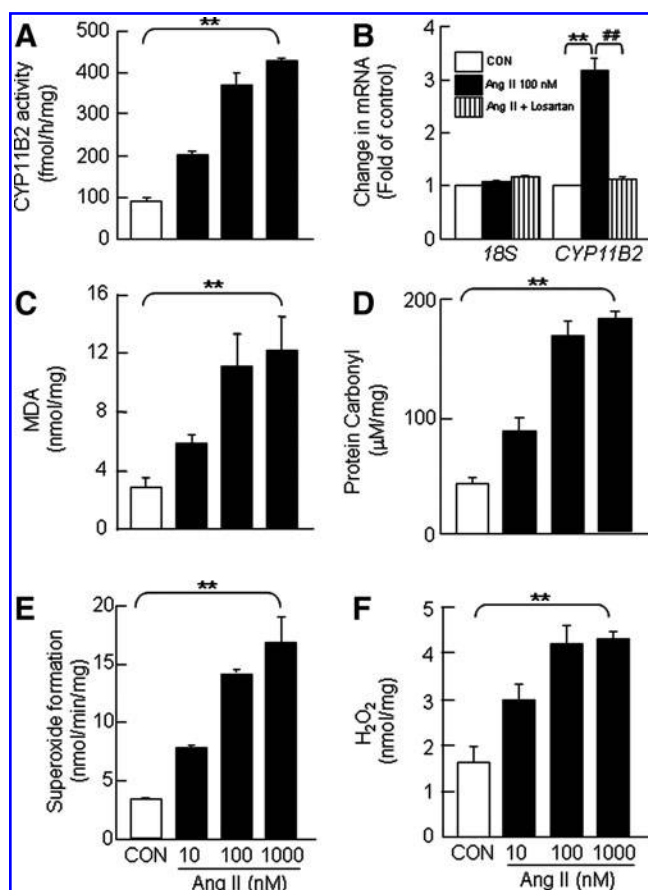 A
CYP11B2 activity
(fmol/h/mg)
500
400
300
200
100
0
**
B
Change in mRNA
(Fold of control)
4
3
2
1
0
CON
Ang II 100 nM
Ang II + Losartan
** ##
18S CYP11B2
C
MDA
(nmol/mg)
16
12
8
4
0
**
D
Protein Carbonyl
(µM/mg)
200
100
0
**
E
Superoxide formation
(nmol/min/mg)
20
15
10
5
0
**
CON 10 100 1000
Ang II (nM)
F
H2O2
(nmol/mg)
5
4
3
2
1
0
**
CON 10 100 1000
Ang II (nM)